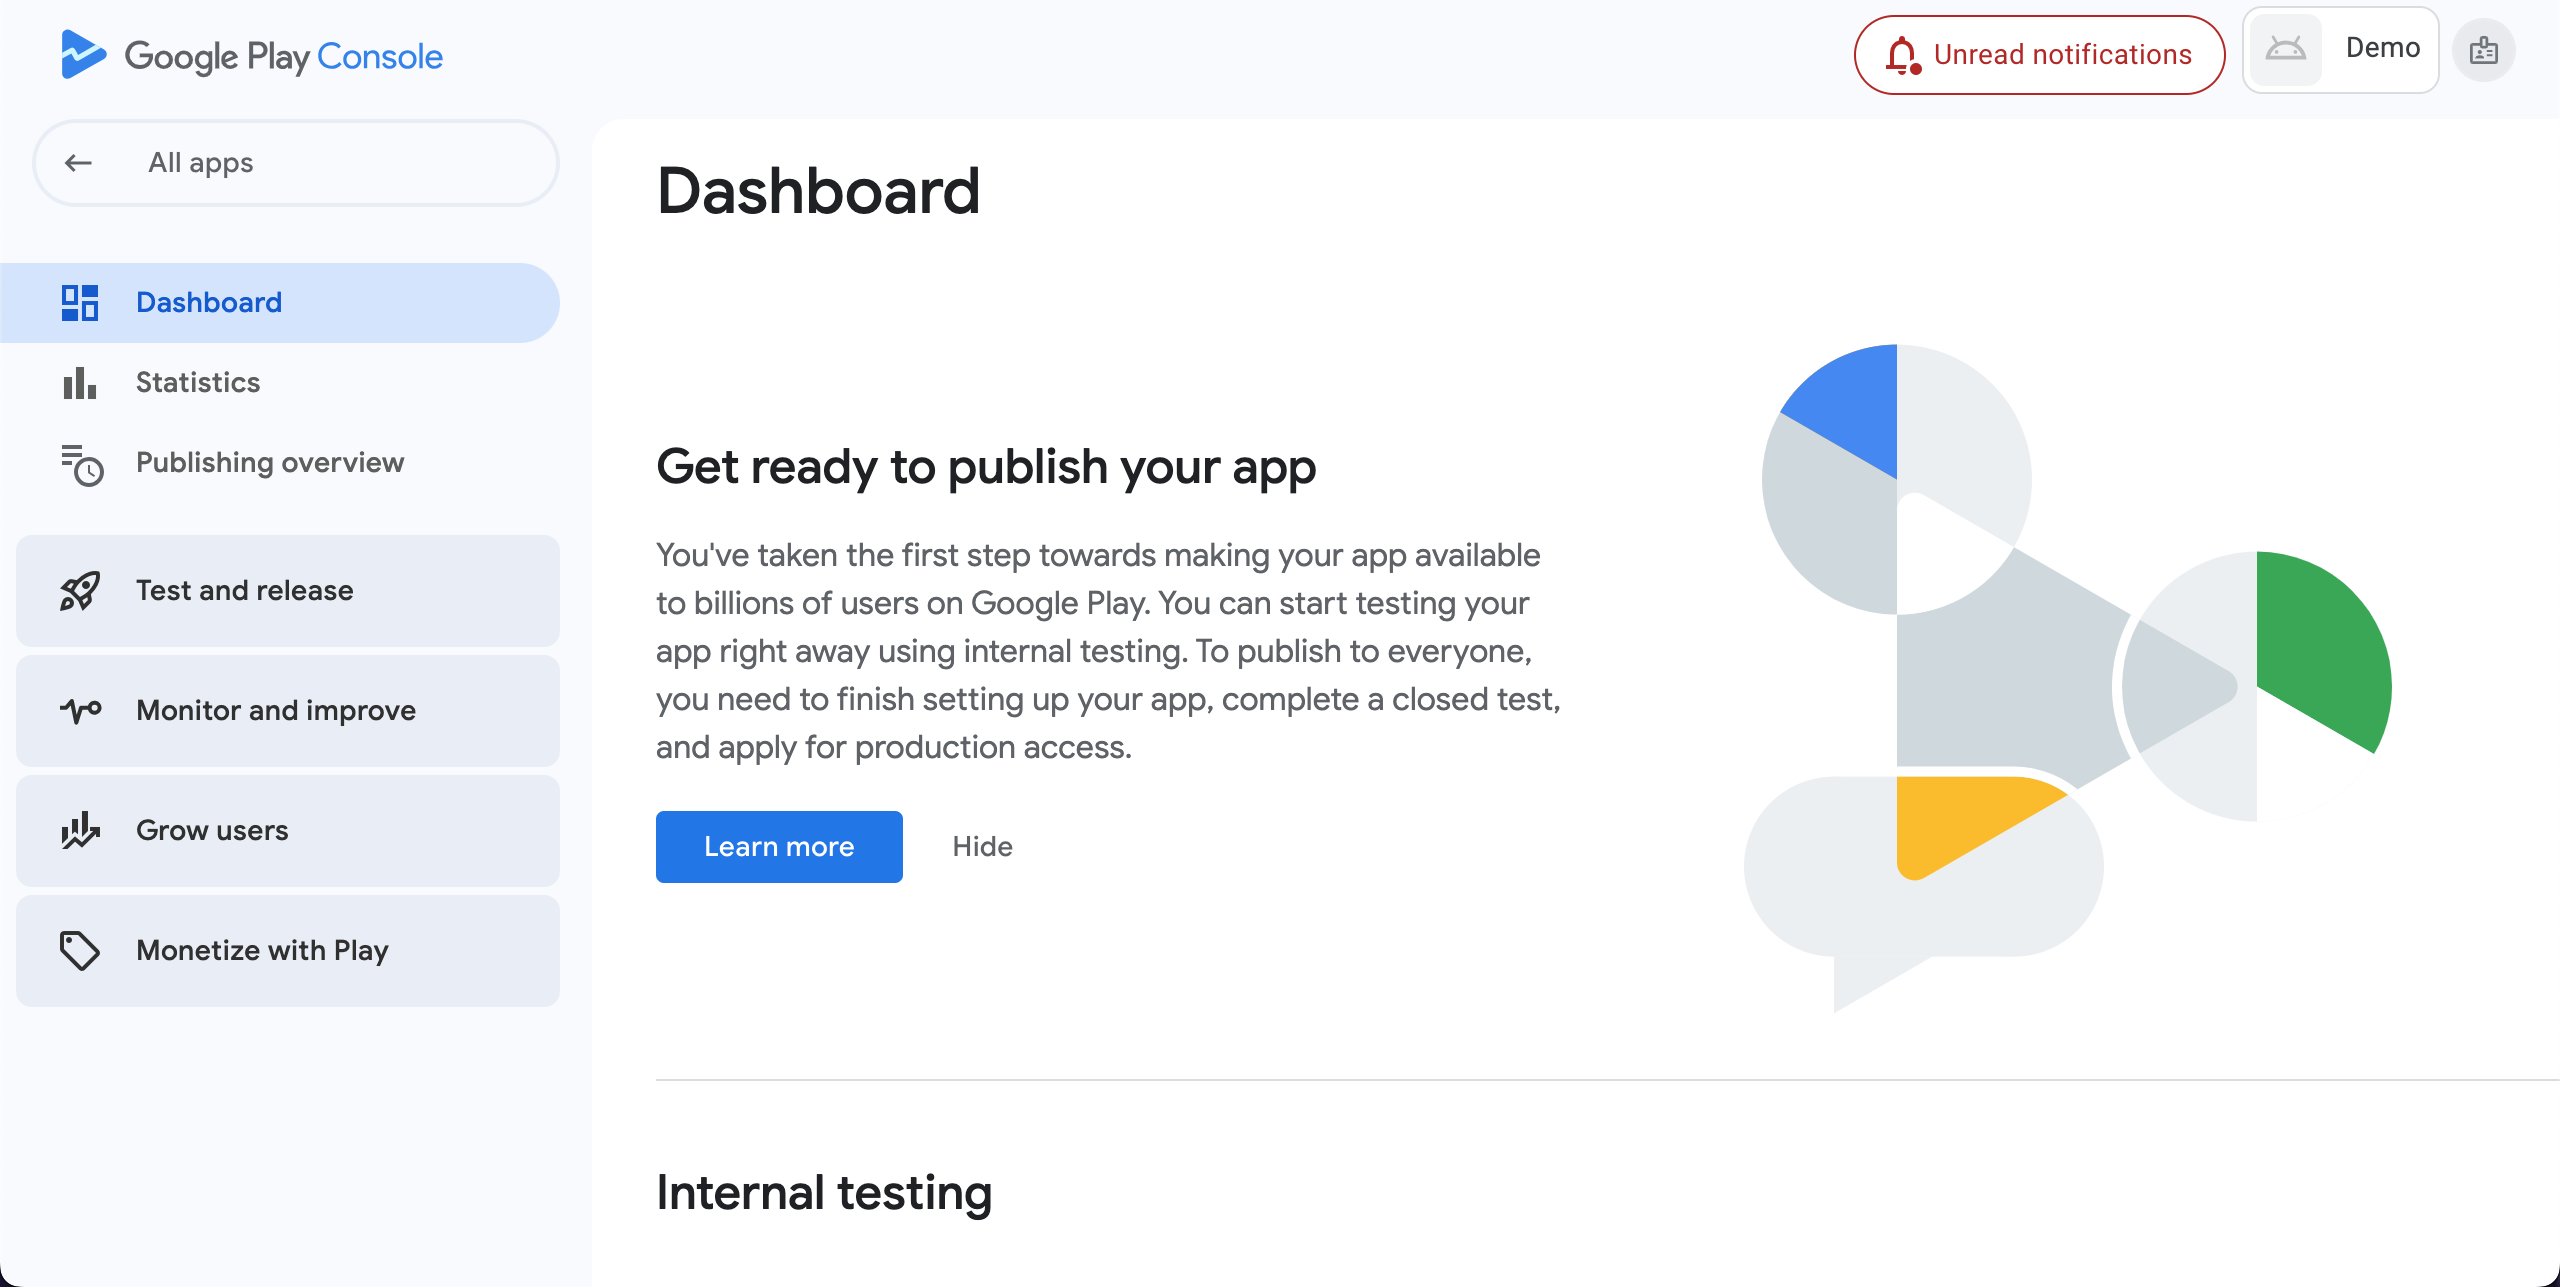 Google Play Console
Unread notifications
Demo
All apps
Dashboard
Statistics
Publishing overview
Test and release
Monitor and improve
Grow users
Monetize with Play
Dashboard
Get ready to publish your app
You've taken the first step towards making your app available
to billions of users on Google Play. You can start testing your
app right away using internal testing. To publish to everyone,
you need to finish setting up your app, complete a closed test,
and apply for production access.
Learn more
Hide
Internal testing